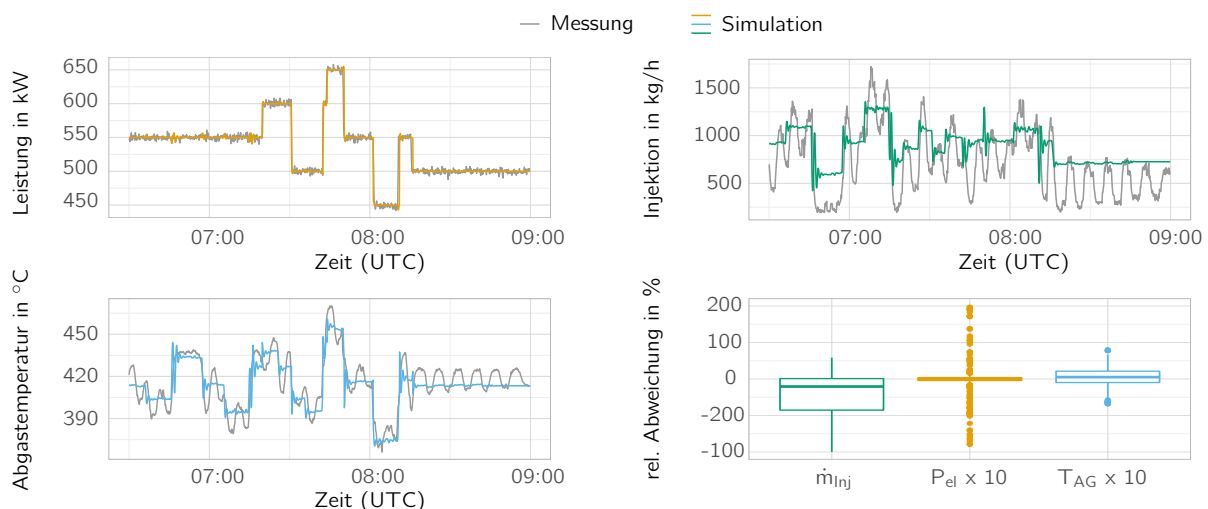 Messung
Simulation
Leistung in kW
650
600
550
500
450
07:00
08:00
09:00
Zeit (UTC)
Injektion in kg/h
1500
1000
500
07:00
08:00
09:00
Zeit (UTC)
Abgastemperatur in °C
450
420
390
07:00
08:00
09:00
Zeit (UTC)
rel. Abweichung in %
200
100
0
-200
-100
ṁInj
Pel x 10
TAG x 10